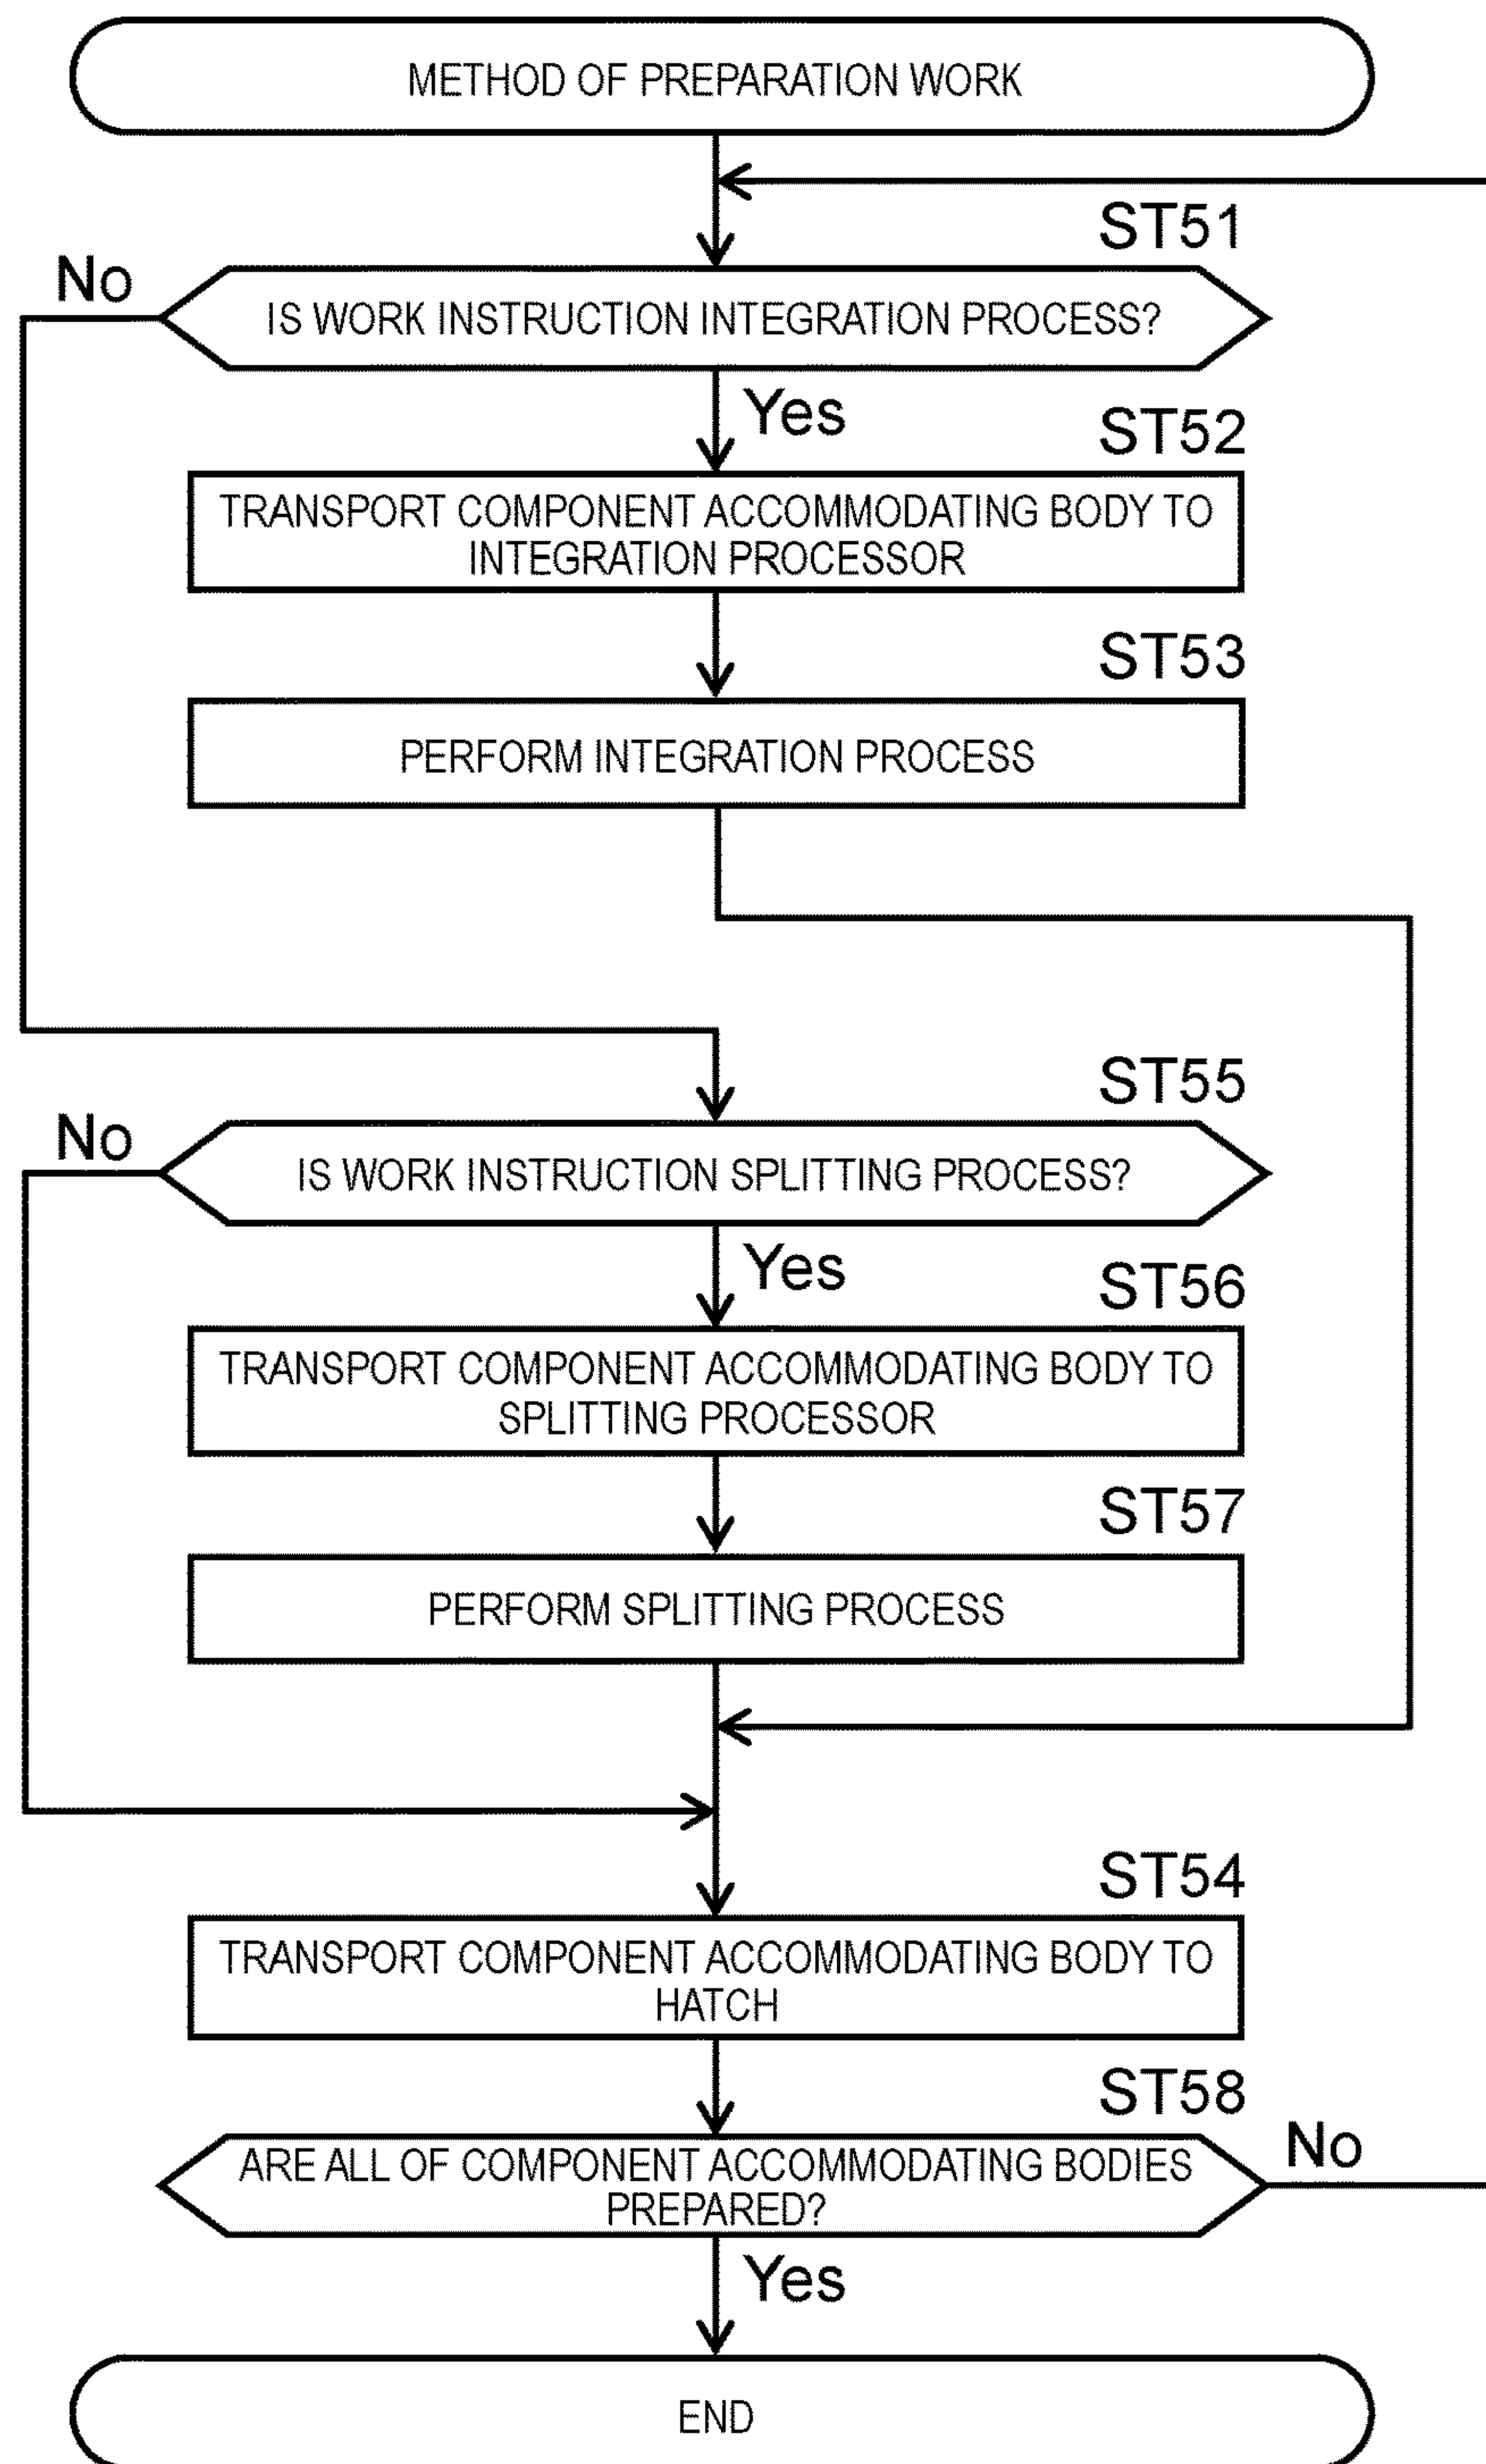 METHOD OF PREPARATION WORK
ST51
No
IS WORK INSTRUCTION INTEGRATION PROCESS?
Yes
ST52
TRANSPORT COMPONENT ACCOMMODATING BODY TO
INTEGRATION PROCESSOR
ST53
PERFORM INTEGRATION PROCESS
ST55
No
IS WORK INSTRUCTION SPLITTING PROCESS?
Yes
ST56
TRANSPORT COMPONENT ACCOMMODATING BODY TO
SPLITTING PROCESSOR
ST57
PERFORM SPLITTING PROCESS
ST54
TRANSPORT COMPONENT ACCOMMODATING BODY TO
HATCH
ST58
ARE ALL OF COMPONENT ACCOMMODATING BODIES
PREPARED?
No
Yes
END